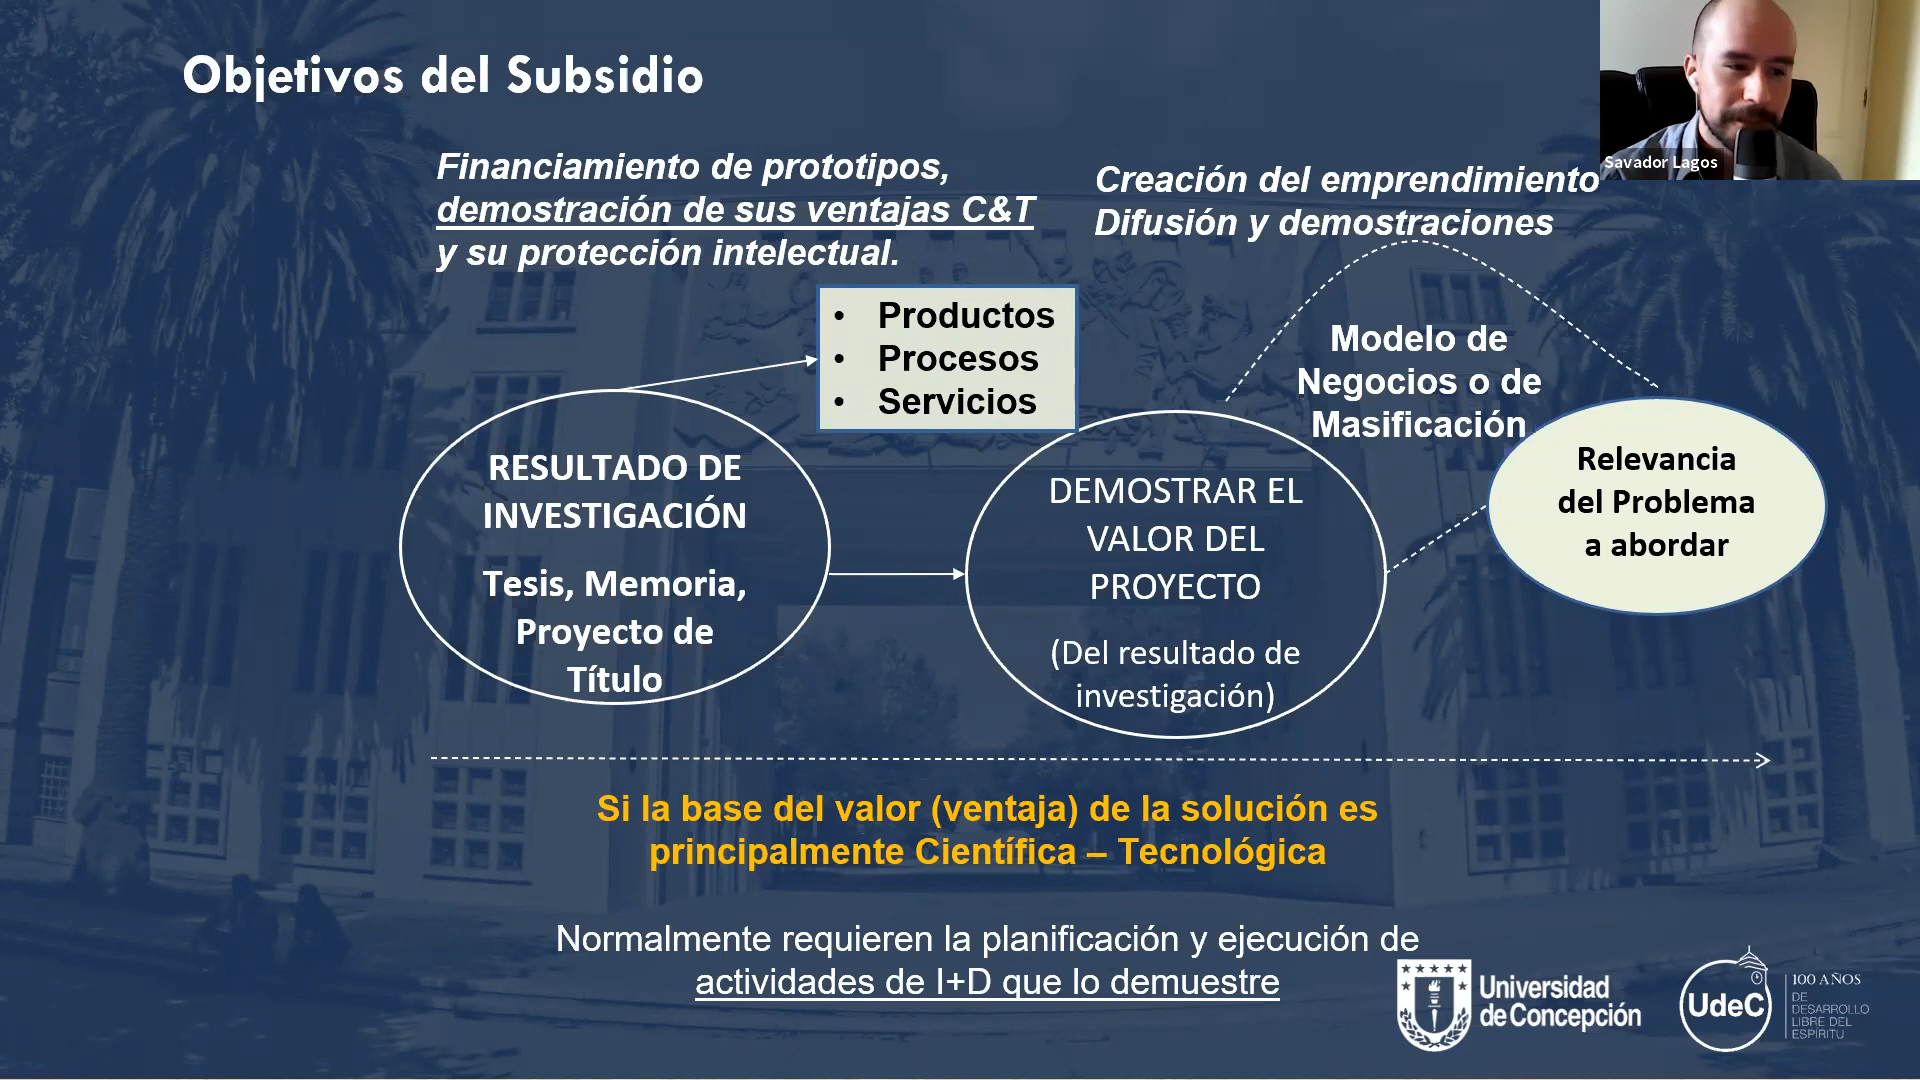 Objetivos del Subsidio
Savador Lagos
Financiamiento de prototipos,
demostración de sus ventajas C&T
y su protección intelectual.
Creación del emprendimiento
Difusión y demostraciones
• Productos
• Procesos
• Servicios
Modelo de
Negocios o de
Masificación
RESULTADO DE
INVESTIGACIÓN
Tesis, Memoria,
Proyecto de
Título
DEMOSTRAR EL
VALOR DEL
PROYECTO
(Del resultado de
investigación)
Relevancia
del Problema
a abordar
Si la base del valor (ventaja) de la solución es
principalmente Científica – Tecnológica
Normalmente requieren la planificación y ejecución de
actividades de I+D que lo demuestre
Universidad
de Concepción
UdeC
100 AÑOS
DE
DESARROLLO
LIBRE DEL
ESPÍRITU